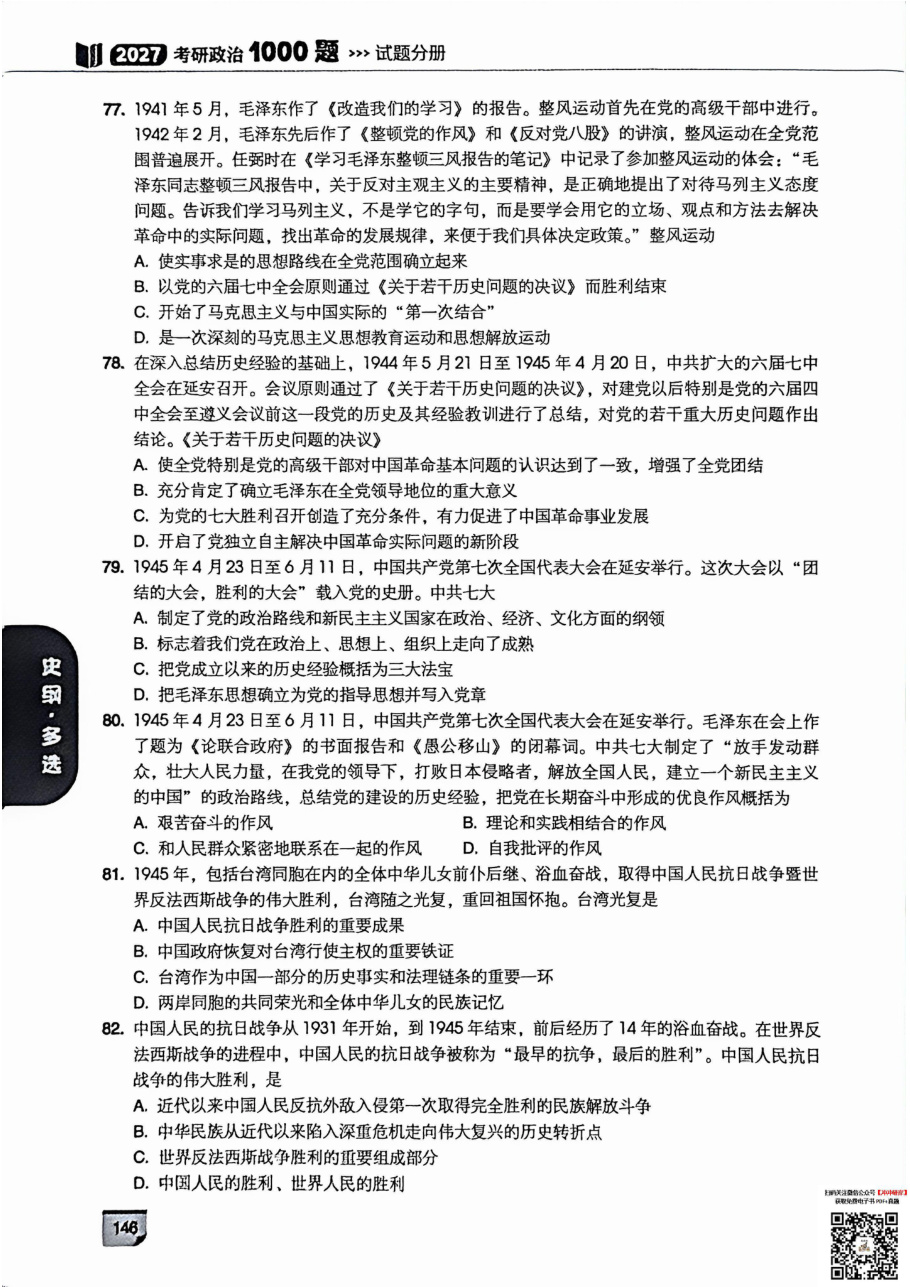 2027 考研政治1000题 >>> 试题分册
77. 1941年5月，毛泽东作了《改造我们的学习》的报告。整风运动首先在党的高级干部中进行。
1942年2月，毛泽东先后作了《整顿党的作风》和《反对党八股》的讲演，整风运动在全党范
围普遍展开。任弼时在《学习毛泽东整顿三风报告的笔记》中记录了参加整风运动的体会：“毛
泽东同志整顿三风报告中，关于反对主观主义的主要精神，是正确地提出了对待马列主义态度
问题。告诉我们学习马列主义，不是学它的字句，而是要学会用它的立场、观点和方法去解决
革命中的实际问题，找出革命的发展规律，来便于我们具体决定政策。”整风运动
A. 使实事求是的思想路线在全党范围确立起来
B. 以党的六届七中全会原则通过《关于若干历史问题的决议》而胜利结束
C. 开始了马克思主义与中国实际的“第一次结合”
D. 是一次深刻的马克思主义思想教育运动和思想解放运动
78. 在深入总结历史经验的基础上，1944年5月21日至1945年4月20日，中共扩大的六届七中
全会在延安召开。会议原则通过了《关于若干历史问题的决议》，对建党以后特别是党的六届四
中全会至遵义会议前这一段党的历史及其经验教训进行了总结，对党的若干重大历史问题作出
结论。《关于若干历史问题的决议》
A. 使全党特别是党的高级干部对中国革命基本问题的认识达到了一致，增强了全党团结
B. 充分肯定了确立毛泽东在全党领导地位的重大意义
C. 为党的七大胜利召开创造了充分条件，有力促进了中国革命事业发展
D. 开启了党独立自主解决中国革命实际问题的新阶段
79. 1945年4月23日至6月11日，中国共产党第七次全国代表大会在延安举行。这次大会以“团
结的大会，胜利的大会”载入党的史册。中共七大
A. 制定了党的政治路线和新民主主义国家在政治、经济、文化方面的纲领
B. 标志着我们党在政治上、思想上、组织上走向了成熟
C. 把党成立以来的历史经验概括为三大法宝
D. 把毛泽东思想确立为党的指导思想并写入党章
80. 1945年4月23日至6月11日，中国共产党第七次全国代表大会在延安举行。毛泽东在会上作
了题为《论联合政府》的书面报告和《愚公移山》的闭幕词。中共七大制定了“放手发动群
众，壮大人民力量，在我党的领导下，打败日本侵略者，解放全国人民，建立一个新民主主义
的中国”的政治路线，总结党的建设的历史经验，把党在长期奋斗中形成的优良作风概括为
A. 艰苦奋斗的作风 B. 理论和实践相结合的作风
C. 和人民群众紧密地联系在一起的作风 D. 自我批评的作风
81. 1945年，包括台湾同胞在内的全体中华儿女前仆后继、浴血奋战，取得中国人民抗日战争暨世
界反法西斯战争的伟大胜利，台湾随之光复，重回祖国怀抱。台湾光复是
A. 中国人民抗日战争胜利的重要成果
B. 中国政府恢复对台湾行使主权的重要铁证
C. 台湾作为中国一部分的历史事实和法理链条的重要一环
D. 两岸同胞的共同荣光和全体中华儿女的民族记忆
82. 中国人民的抗日战争从1931年开始，到1945年结束，前后经历了14年的浴血奋战。在世界反
法西斯战争的进程中，中国人民的抗日战争被称为“最早的抗争，最后的胜利”。中国人民抗日
战争的伟大胜利，是
A. 近代以来中国人民反抗外敌入侵第一次取得完全胜利的民族解放斗争
B. 中华民族从近代以来陷入深重危机走向伟大复兴的历史转折点
C. 世界反法西斯战争胜利的重要组成部分
D. 中国人民的胜利、世界人民的胜利
史纲·多选
146
扫码关注微信公众号
获取免费电子书PDF+真题